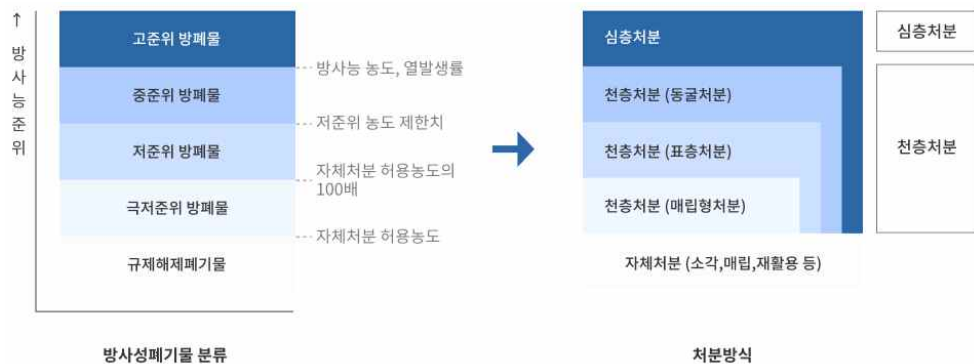 ↑
방
사
능
준
위
고준위 방폐물
중준위 방폐물
저준위 방폐물
극저준위 방폐물
규제해제폐기물
방사능 농도, 열발생률
저준위 농도 제한치
자체처분 허용농도의
100배
자체처분 허용농도
방사성폐기물 분류
심층처분
천층처분 (동굴처분)
천층처분 (표층처분)
천층처분 (매립형처분)
자체처분 (소각,매립,재활용 등)
심층처분
천층처분
처분방식